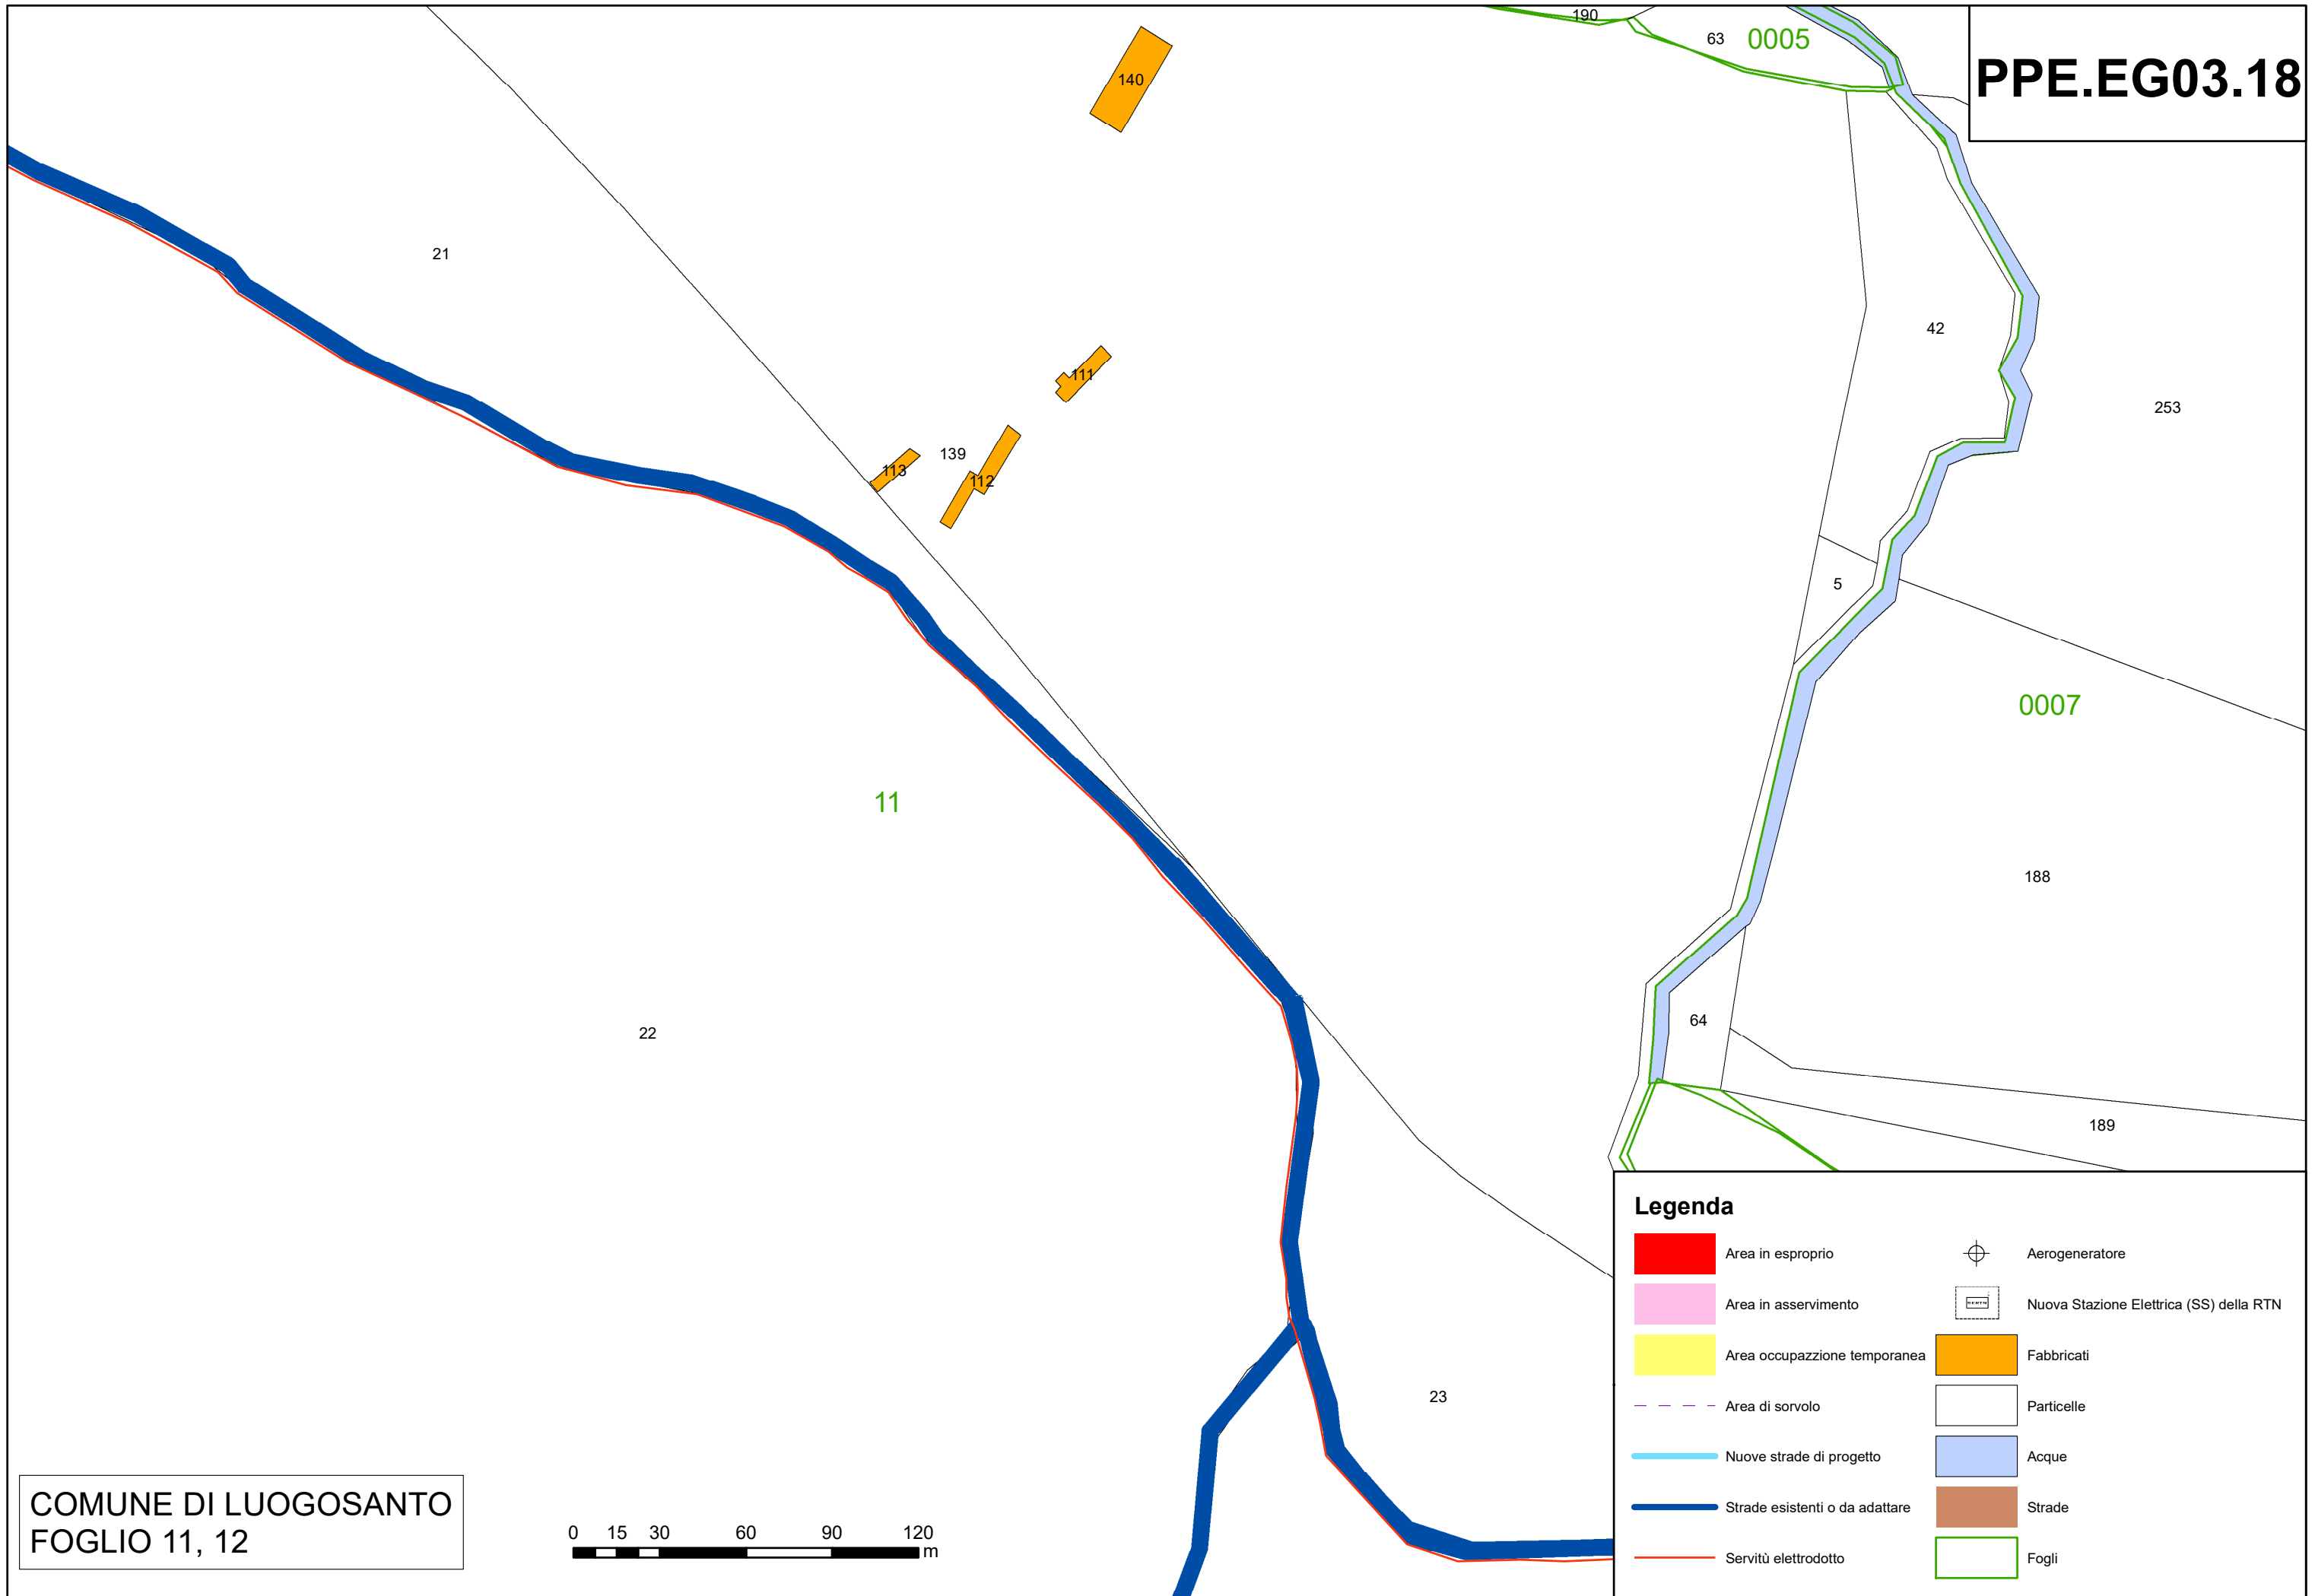 190
63
0005
PPE.EG03.18
140
21
42
111
253
139
113
112
5
0007
11
188
22
64
189
23
Legenda
Area in esproprio
Aerogeneratore
Area in asservimento
Nuova Stazione Elettrica (SS) della RTN
Area occupazzione temporanea
Fabbricati
Area di sorvolo
Particelle
Nuove strade di progetto
Acque
Strade esistenti o da adattare
Strade
Servitù elettrodotto
Fogli
COMUNE DI LUOGOSANTO
FOGLIO 11, 12
0 15 30 60 90 120
m